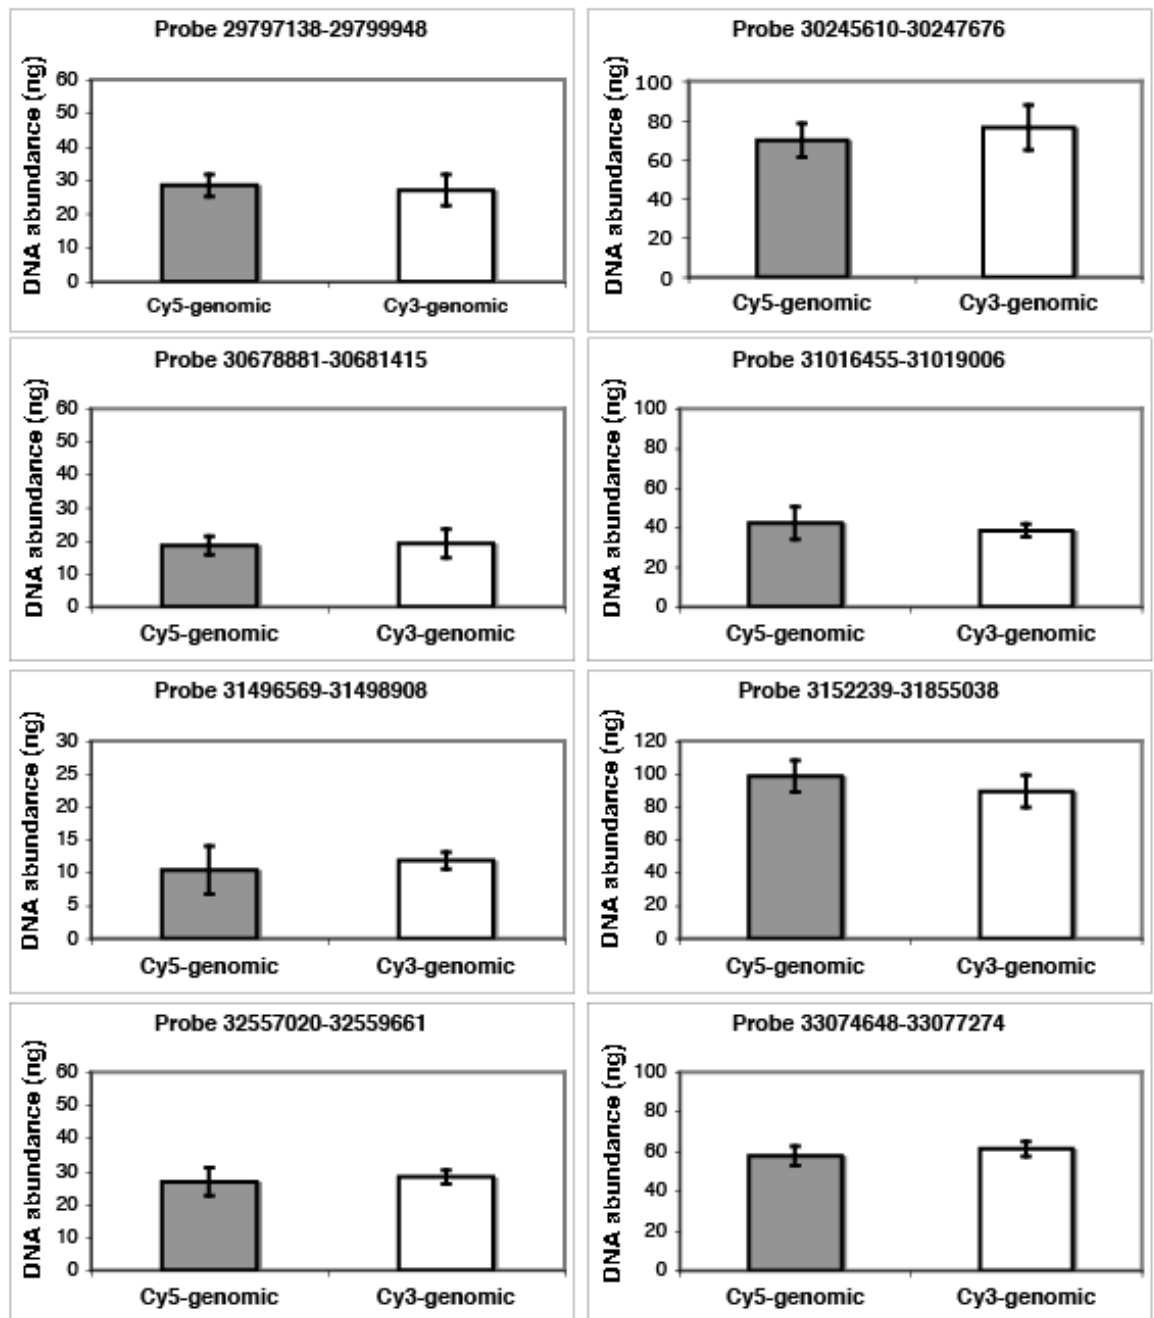 Probe 29797138-29799948
DNA abundance (ng)
60
50
40
30
20
10
0
Cy5-genomic Cy3-genomic
Probe 30245610-30247676
DNA abundance (ng)
100
80
60
40
20
0
Cy5-genomic Cy3-genomic
Probe 30678881-30681415
DNA abundance (ng)
60
50
40
30
20
10
0
Cy5-genomic Cy3-genomic
Probe 31016455-31019006
DNA abundance (ng)
100
80
60
40
20
0
Cy5-genomic Cy3-genomic
Probe 31496569-31498908
DNA abundance (ng)
30
25
20
15
10
5
0
Cy5-genomic Cy3-genomic
Probe 3152239-31855038
DNA abundance (ng)
120
100
80
60
40
20
0
Cy5-genomic Cy3-genomic
Probe 32557020-32559661
DNA abundance (ng)
60
50
40
30
20
10
0
Cy5-genomic Cy3-genomic
Probe 33074648-33077274
DNA abundance (ng)
100
80
60
40
20
0
Cy5-genomic Cy3-genomic